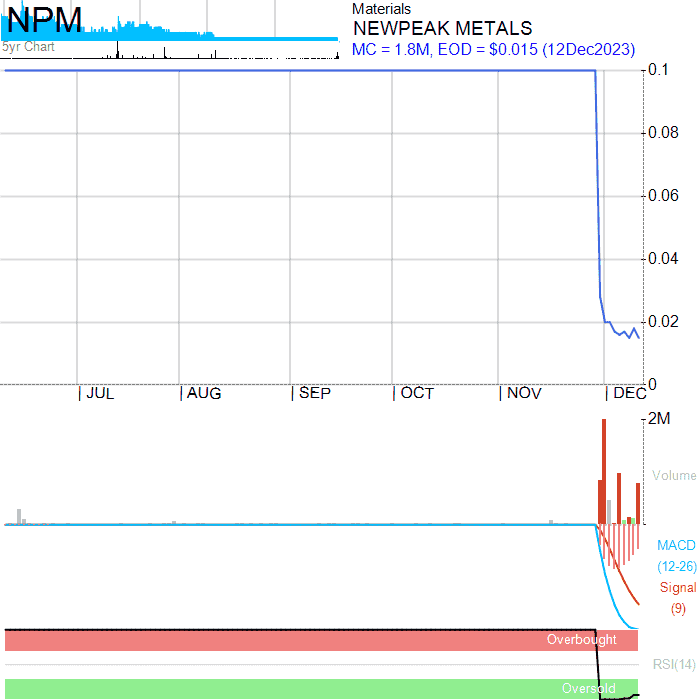 NPM
5yr Chart
Materials
NEWPEAK METALS
MC = 1.8M, EOD = $0.015 (12Dec2023)
0.1
0.08
0.06
0.04
0.02
0
JUL AUG SEP OCT NOV DEC
2M
Volume
MACD
(12-26)
Signal
(9)
Overbought
RSI(14)
Oversold